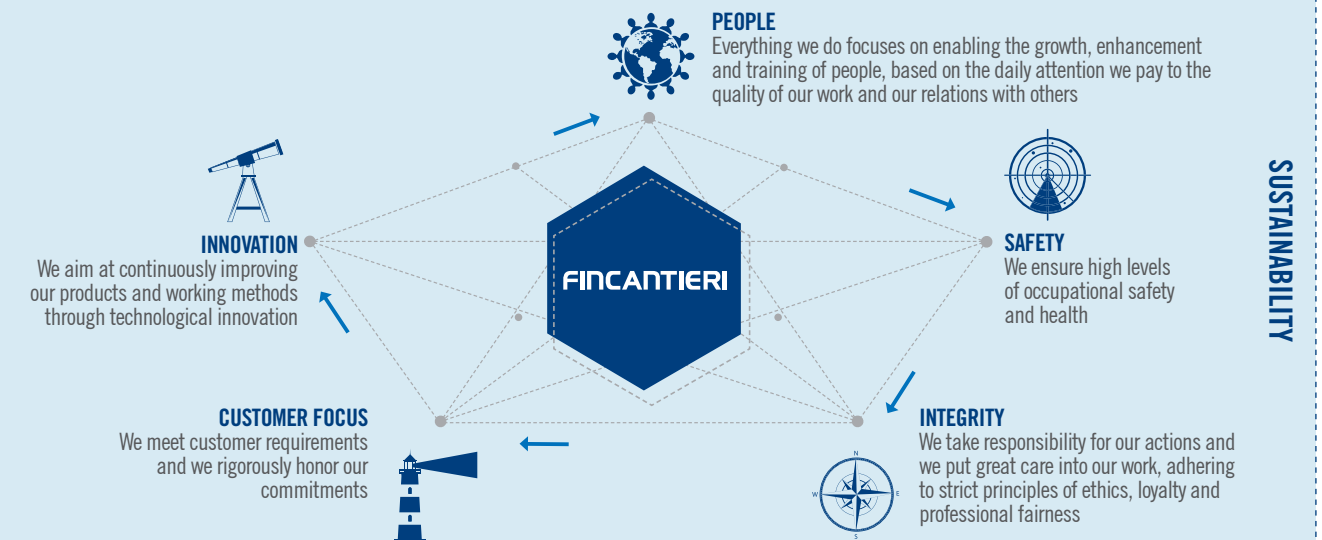 PEOPLE
Everything we do focuses on enabling the growth, enhancement
and training of people, based on the daily attention we pay to the
quality of our work and our relations with others
SAFETY
We ensure high levels
of occupational safety
and health
INTEGRITY
We take responsibility for our actions and
we put great care into our work, adhering
to strict principles of ethics, loyalty and
professional fairness
N
W
E
S
CUSTOMER FOCUS
We meet customer requirements
and we rigorously honor our
commitments
INNOVATION
We aim at continuously improving
our products and working methods
through technological innovation
FINCANTIERI
SUSTAINABILITY